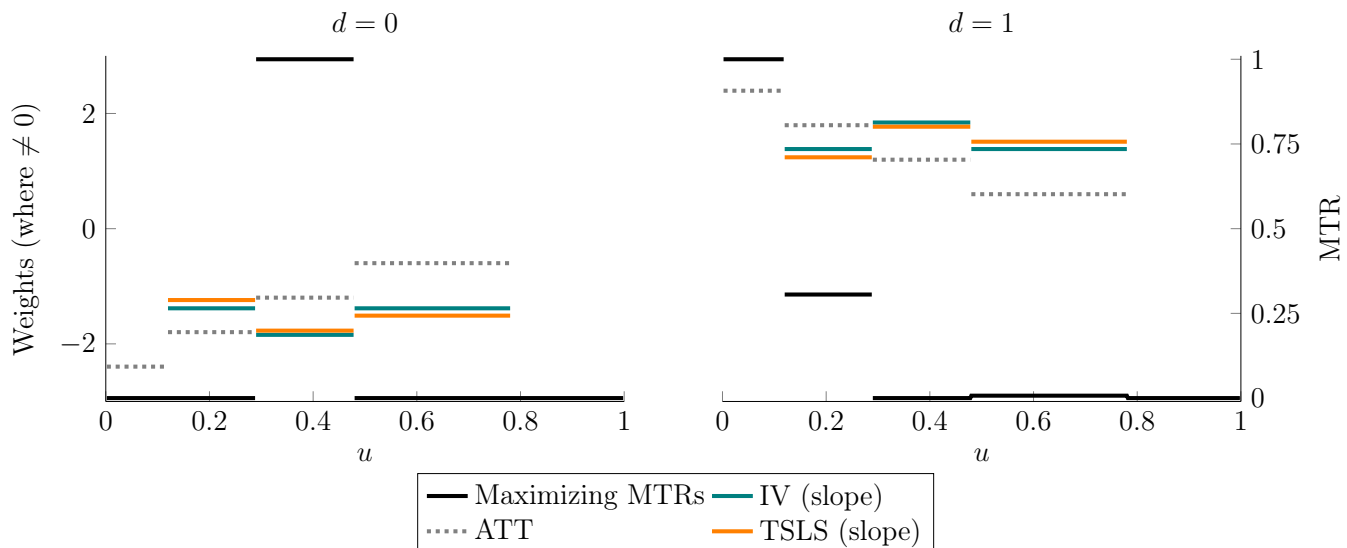 d = 0
d = 1
Weights (where ≠ 0)
2
0
−2
0
0.2
0.4
0.6
0.8
1
u
0
0.2
0.4
0.6
0.8
1
u
1
0.75
0.5
0.25
0
MTR
Maximizing MTRs
IV (slope)
ATT
TSLS (slope)